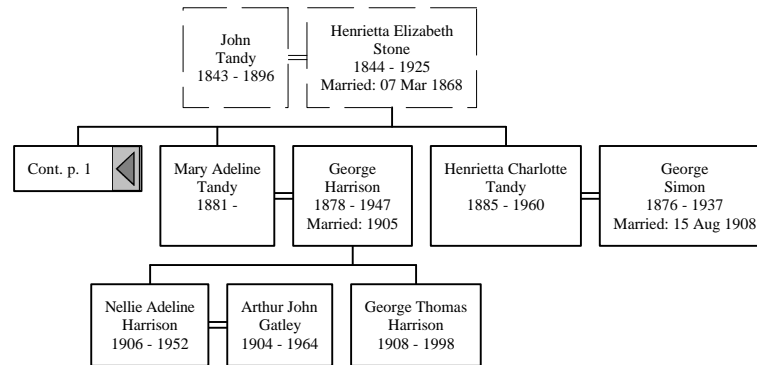 John
Tandy
1843 - 1896
Henrietta Elizabeth
Stone
1844 - 1925
Married: 07 Mar 1868
Cont. p. 1
Mary Adeline
Tandy
1881 -
George
Harrison
1878 - 1947
Married: 1905
Henrietta Charlotte
Tandy
1885 - 1960
George
Simon
1876 - 1937
Married: 15 Aug 1908
Nellie Adeline
Harrison
1906 - 1952
Arthur John
Gatley
1904 - 1964
George Thomas
Harrison
1908 - 1998